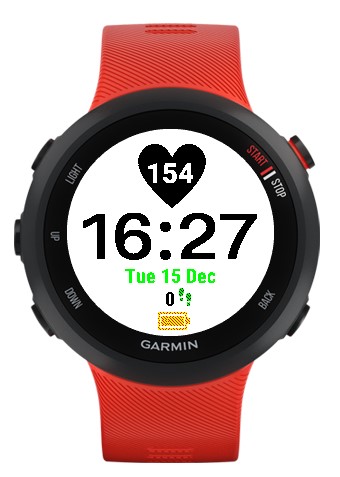 154
START
STOP
LIGHT
16:27
UP
Tue 15 Dec
0
DOWN
BACK
GARMIN